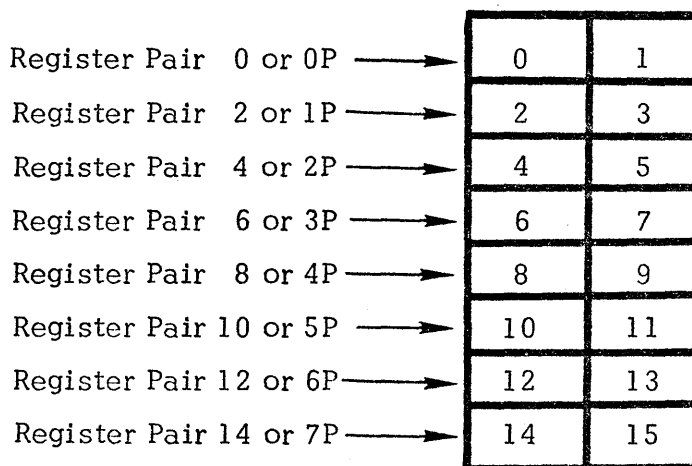 Register Pair 0 or 0P 0 1
Register Pair 2 or 1P 2 3
Register Pair 4 or 2P 4 5
Register Pair 6 or 3P 6 7
Register Pair 8 or 4P 8 9
Register Pair 10 or 5P 10 11
Register Pair 12 or 6P 12 13
Register Pair 14 or 7P 14 15